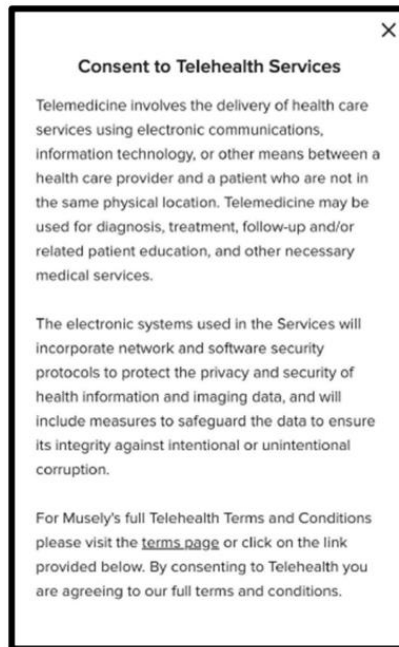 Consent to Telehealth Services
Telemedicine involves the delivery of health care
services using electronic communications,
information technology, or other means between a
health care provider and a patient who are not in
the same physical location. Telemedicine may be
used for diagnosis, treatment, follow-up and/or
related patient education, and other necessary
medical services.
The electronic systems used in the Services will
incorporate network and software security
protocols to protect the privacy and security of
health information and imaging data, and will
include measures to safeguard the data to ensure
its integrity against intentional or unintentional
corruption.
For Musely's full Telehealth Terms and Conditions
please visit the terms page or click on the link
provided below. By consenting to Telehealth you
are agreeing to our full terms and conditions.